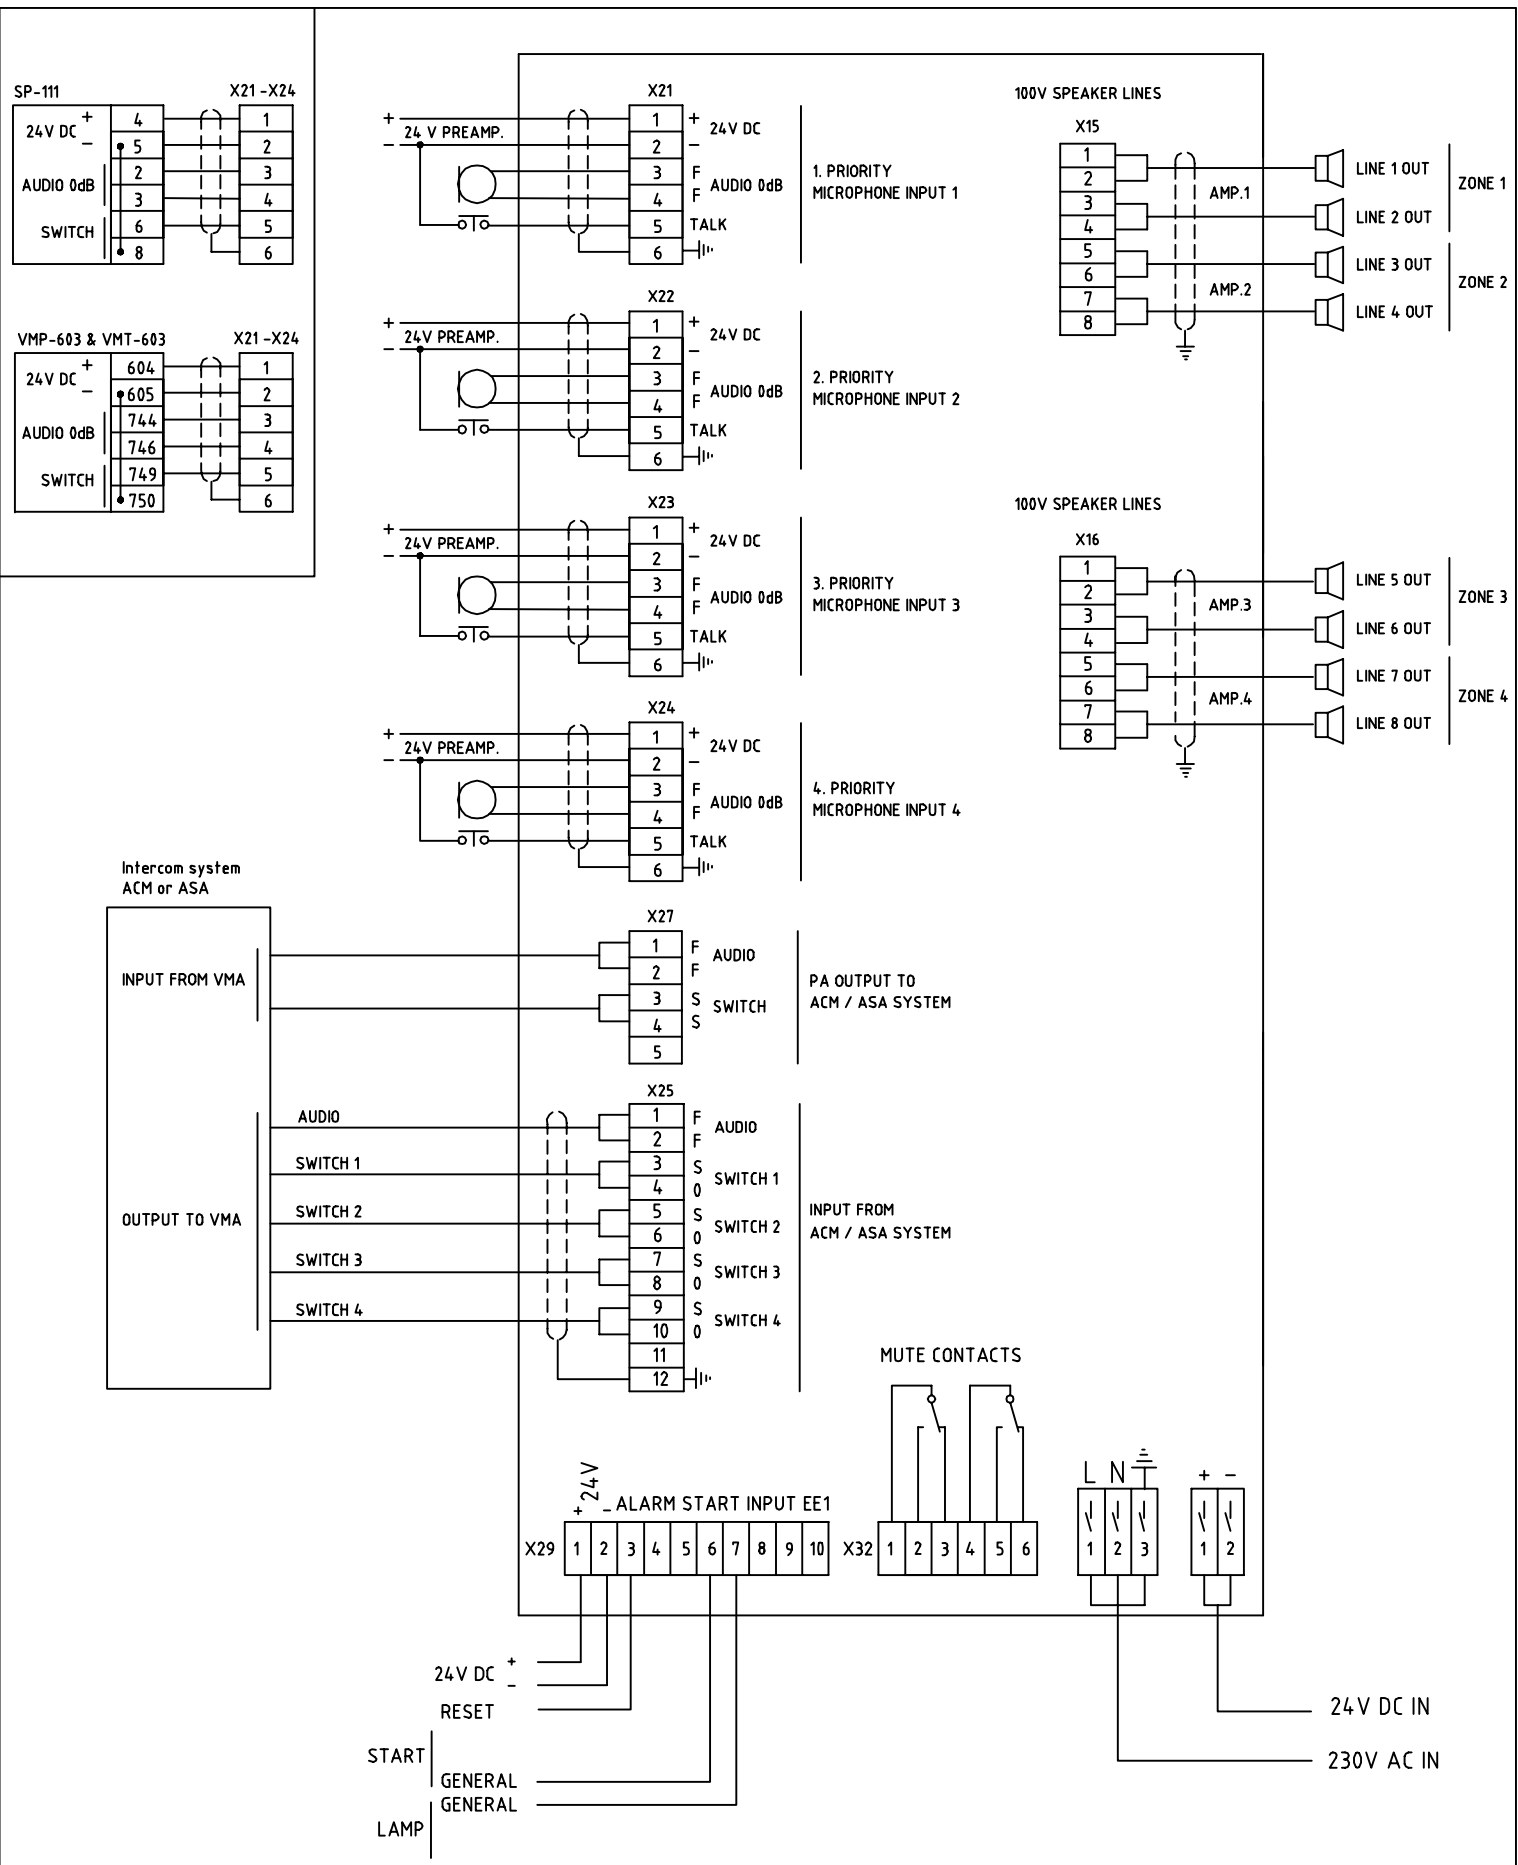 SP-111
X21 -X24
24V DC + −
AUDIO 0dB
SWITCH
4 1
5 2
2 3
3 4
6 5
8 6
VMP-603 & VMT-603
X21 -X24
24V DC + −
AUDIO 0dB
SWITCH
604 1
605 2
744 3
746 4
749 5
750 6
X21
+ −
24 V PREAMP.
1 +
2 −
24V DC
3 F
4 F
AUDIO 0dB
5 TALK
6
1. PRIORITY
MICROPHONE INPUT 1
X22
+ −
24V PREAMP.
1 +
2 −
24V DC
3 F
4 F
AUDIO 0dB
5 TALK
6
2. PRIORITY
MICROPHONE INPUT 2
X23
+ −
24V PREAMP.
1 +
2 −
24V DC
3 F
4 F
AUDIO 0dB
5 TALK
6
3. PRIORITY
MICROPHONE INPUT 3
X24
+ −
24V PREAMP.
1 +
2 −
24V DC
3 F
4 F
AUDIO 0dB
5 TALK
6
4. PRIORITY
MICROPHONE INPUT 4
100V SPEAKER LINES
X15
1
2
3
4
5
6
7
8
AMP.1
AMP.2
LINE 1 OUT
LINE 2 OUT
LINE 3 OUT
LINE 4 OUT
ZONE 1
ZONE 2
100V SPEAKER LINES
X16
1
2
3
4
5
6
7
8
AMP.3
AMP.4
LINE 5 OUT
LINE 6 OUT
LINE 7 OUT
LINE 8 OUT
ZONE 3
ZONE 4
Intercom system
ACM or ASA
INPUT FROM VMA
OUTPUT TO VMA
X27
1 F
2 F
AUDIO
3 S
4 S
SWITCH
5
PA OUTPUT TO
ACM / ASA SYSTEM
AUDIO
SWITCH 1
SWITCH 2
SWITCH 3
SWITCH 4
X25
1 F
2 F
AUDIO
3 S
4 0
SWITCH 1
5 S
6 0
SWITCH 2
7 S
8 0
SWITCH 3
9 S
10 0
SWITCH 4
11
12
INPUT FROM
ACM / ASA SYSTEM
MUTE CONTACTS
+ 24V −
ALARM START INPUT EE1
X29 1 2 3 4 5 6 7 8 9 10
X32 1 2 3 4 5 6
L N
1 2 3
+ −
1 2
24V DC + −
RESET
START
GENERAL
GENERAL
LAMP
24V DC IN
230V AC IN